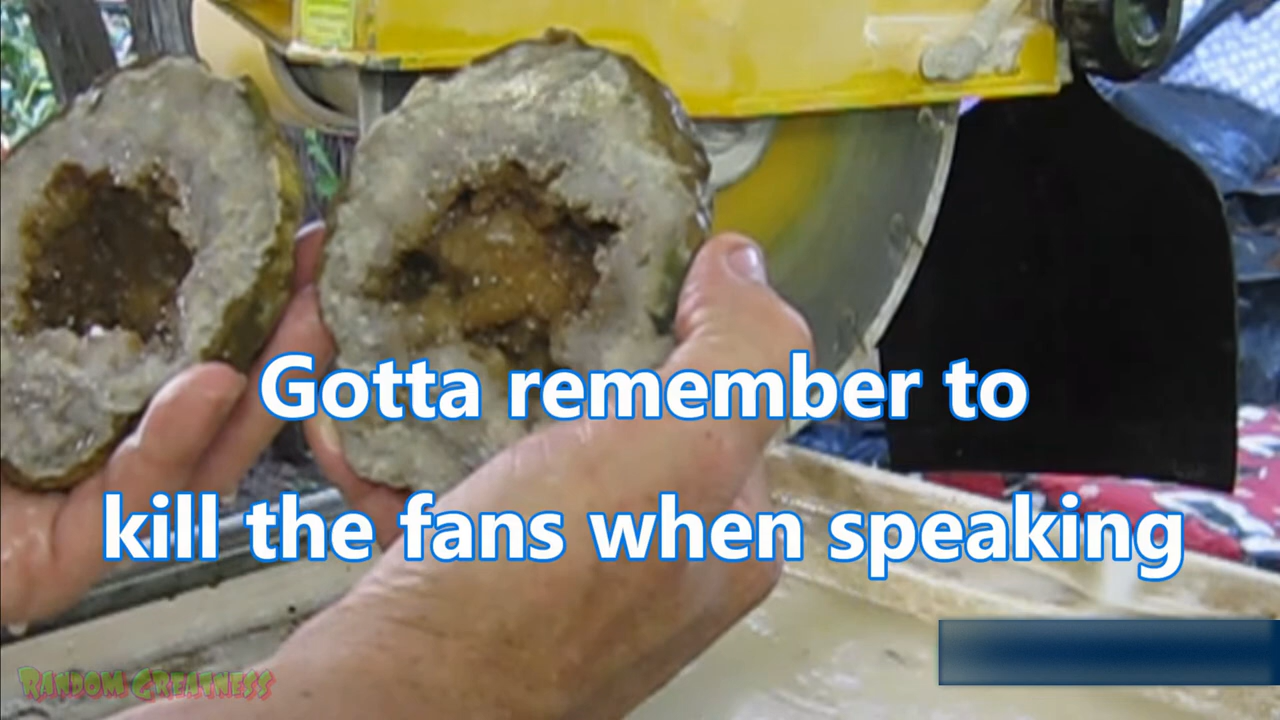 Gotta remember to
kill the fans when speaking
Random Greatness